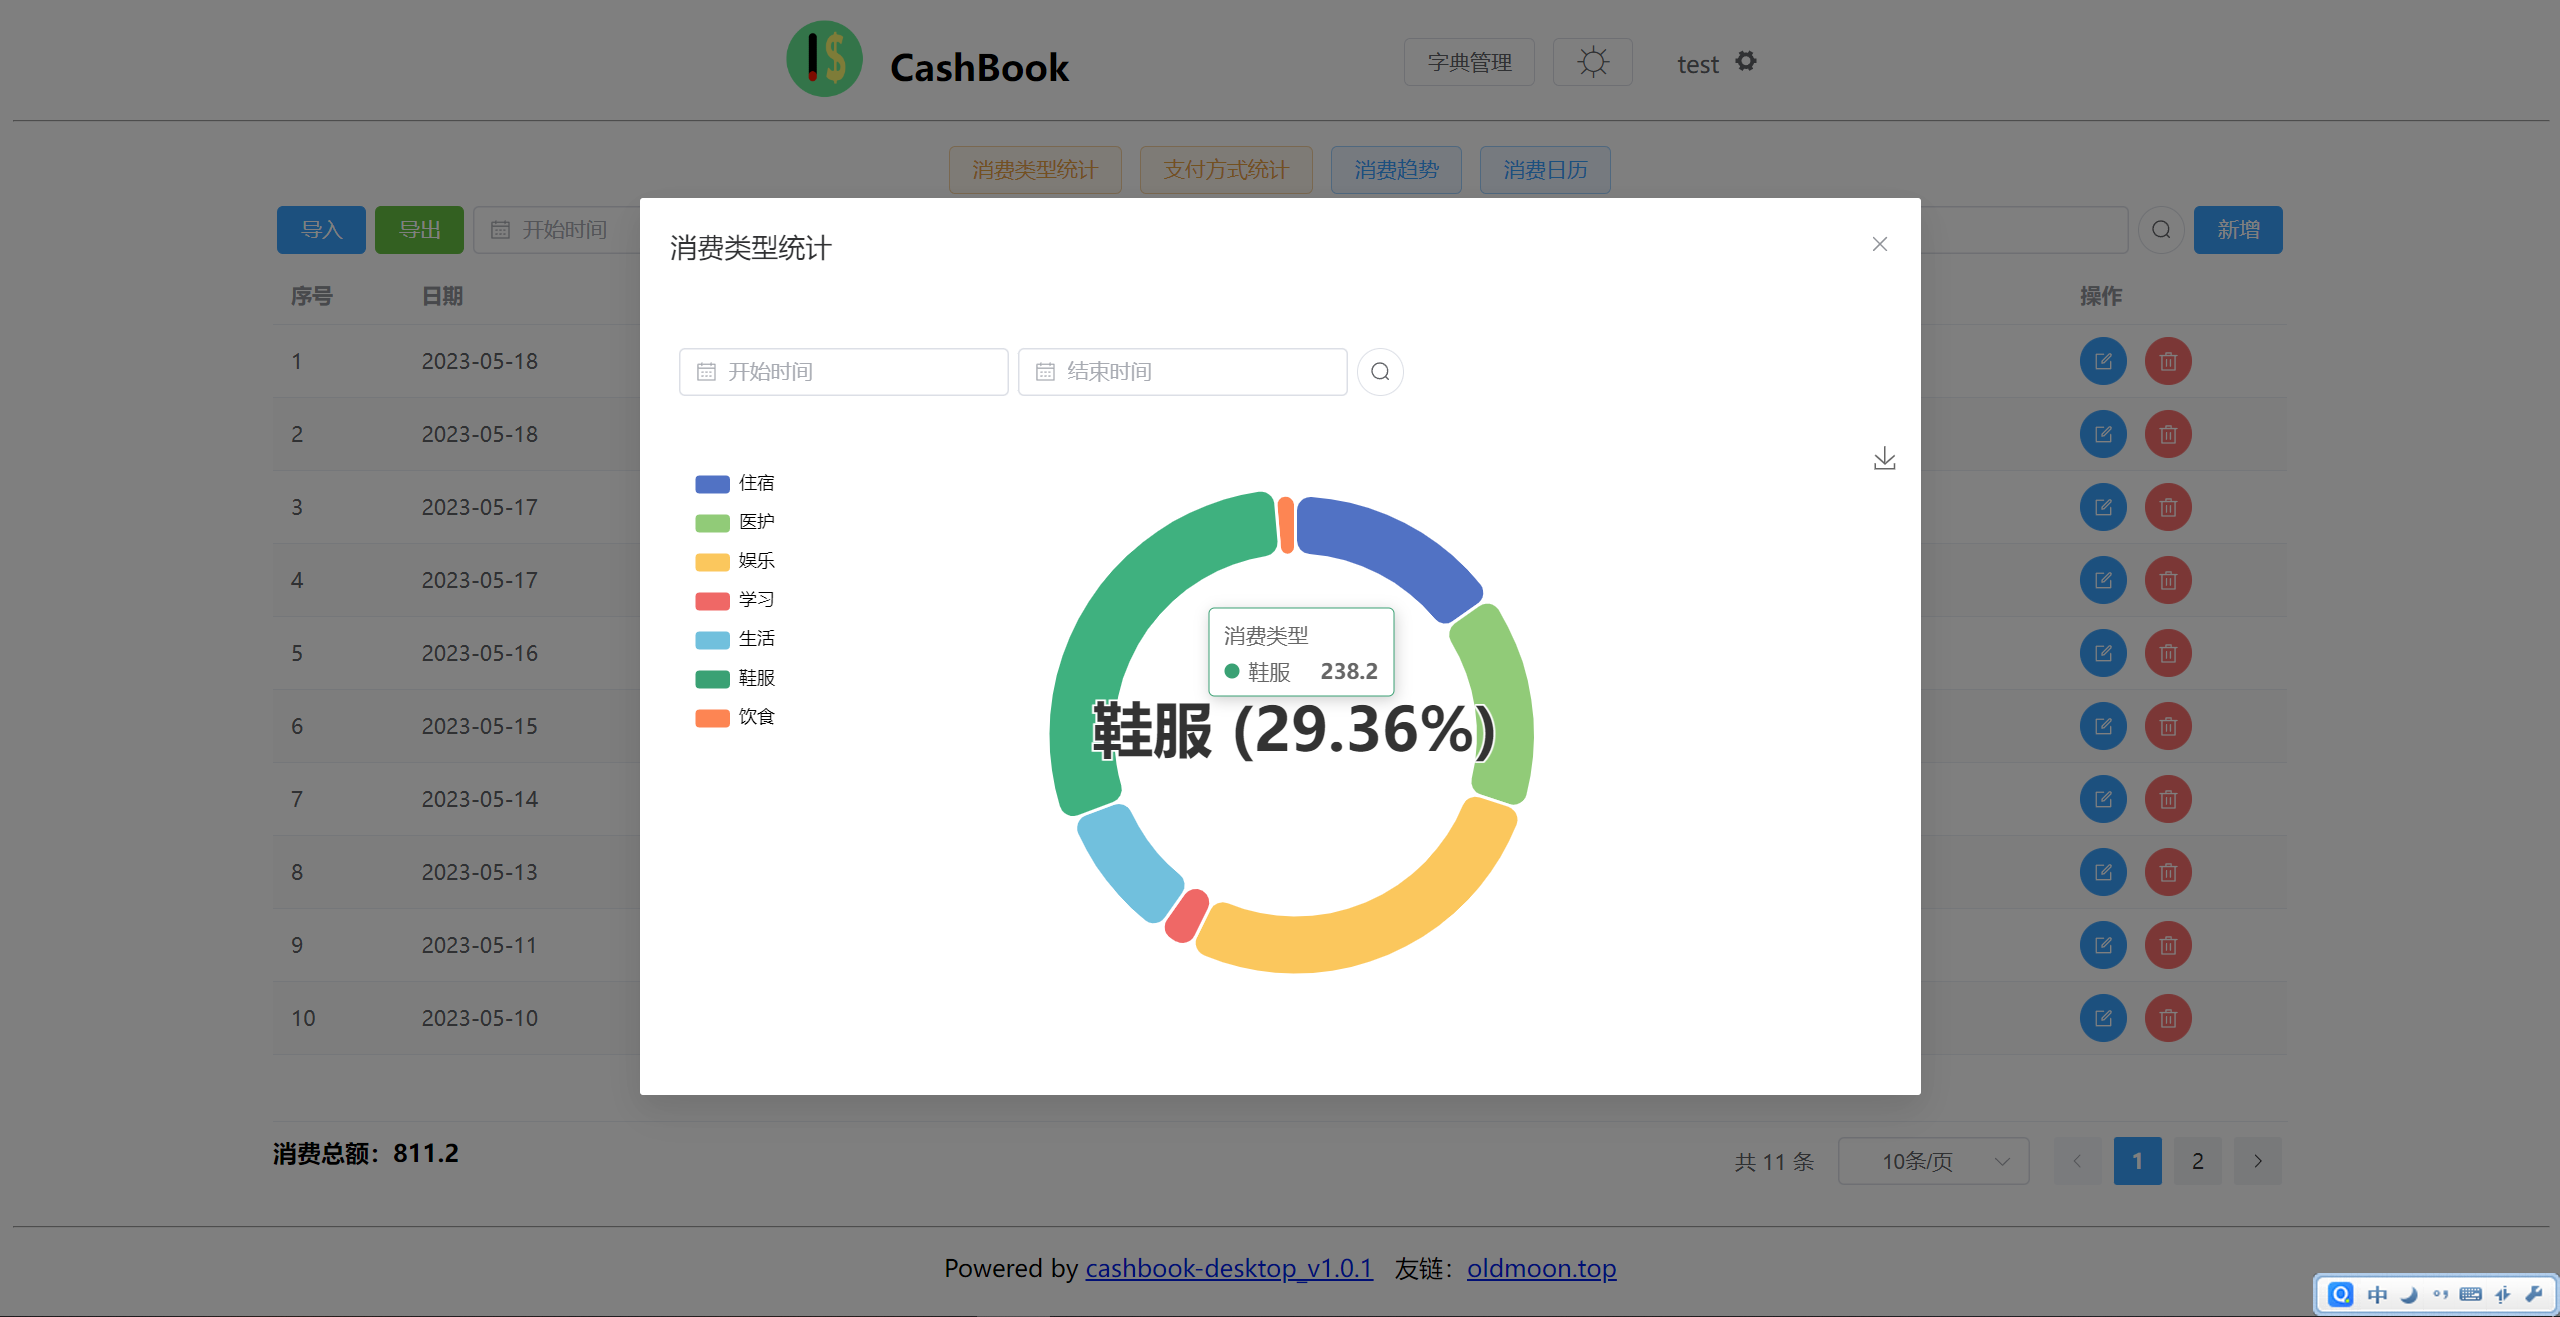 CashBook
字典管理
test
消费类型统计
支付方式统计
消费趋势
消费日历
导入
导出
开始时间
新增
序号
日期
操作
1
2023-05-18
2
2023-05-18
3
2023-05-17
4
2023-05-17
5
2023-05-16
6
2023-05-15
7
2023-05-14
8
2023-05-13
9
2023-05-11
10
2023-05-10
消费类型统计
开始时间
结束时间
住宿
医护
娱乐
学习
生活
鞋服
饮食
消费类型
鞋服 238.2
鞋服 (29.36%)
消费总额：811.2
共 11 条
10条/页
1
2
Powered by cashbook-desktop_v1.0.1 友链：oldmoon.top
中